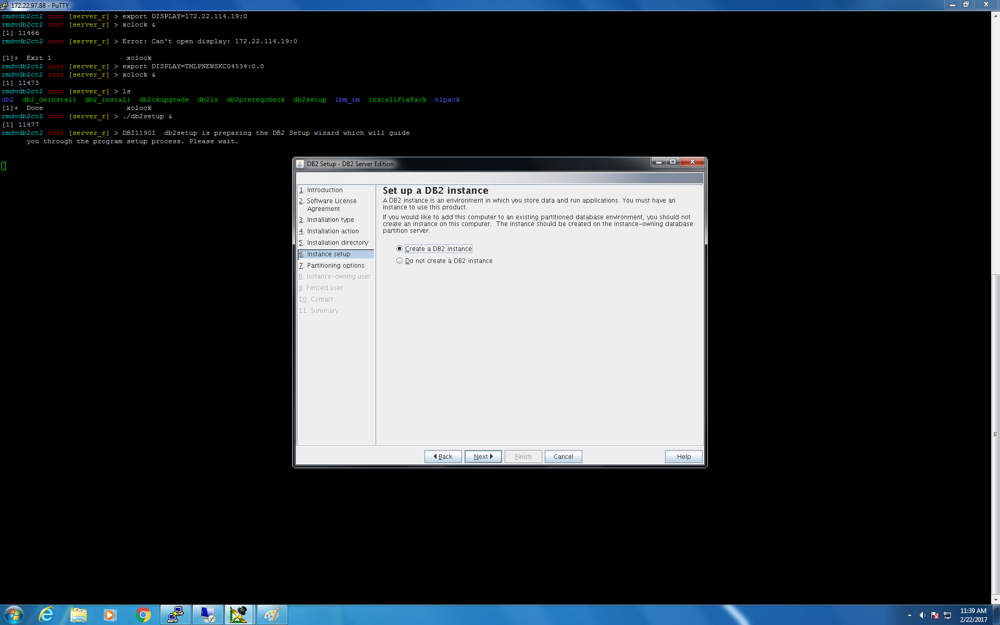 172.22.97.88 - PuTTY
rmdvdb2ct2 root [server_r] > export DISPLAY=172.22.114.19:0
rmdvdb2ct2 root [server_r] > xclock &
[1] 11466
rmdvdb2ct2 root [server_r] > Error: Can't open display: 172.22.114.19:0
[1]+  Exit 1                  xclock
rmdvdb2ct2 root [server_r] > export DISPLAY=TMLPNEWSKC04534:0.0
rmdvdb2ct2 root [server_r] > xclock &
[1] 11473
rmdvdb2ct2 root [server_r] > ls
db2  db2_deinstall  db2_install  db2ckupgrade  db2ls  db2prereqcheck  db2setup  ibm_im  installFixPack  nlpack
[1]+  Done                    xclock
rmdvdb2ct2 root [server_r] > ./db2setup &
[1] 11477
rmdvdb2ct2 root [server_r] > DBI1190I  db2setup is preparing the DB2 Setup wizard which will guide
you through the program setup process. Please wait.
DB2 Setup - DB2 Server Edition
1. Introduction
2. Software License
Agreement
3. Installation type
4. Installation action
5. Installation directory
6. Instance setup
7. Partitioning options
8. Instance-owning user
9. Fenced user
10. Contact
11. Summary
Set up a DB2 instance
A DB2 instance is an environment in which you store data and run applications. You must have an
instance to use this product.
If you would like to add this computer to an existing partitioned database environment, you should not
create an instance on this computer.  The instance should be created on the instance-owning database
partition server.
Create a DB2 instance
Do not create a DB2 instance
Back
Next
Finish
Cancel
Help
11:39 AM
2/22/2017